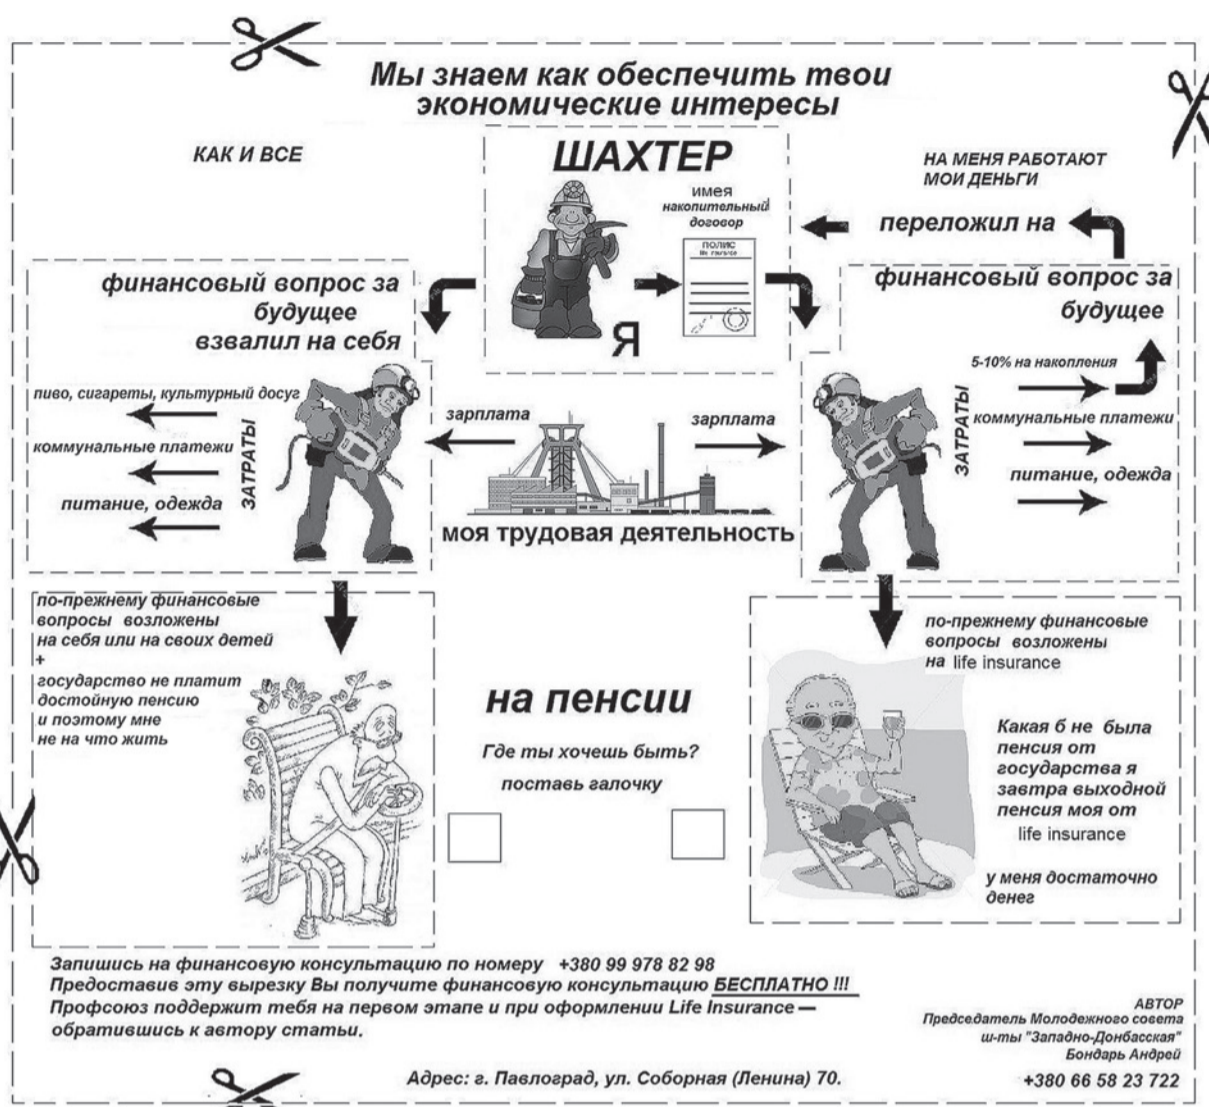 Мы знаем как обеспечить твои
экономические интересы
КАК И ВСЕ
ШАХТЕР
имея
накопительный
договор
ПОЛИС
Я
НА МЕНЯ РАБОТАЮТ
МОИ ДЕНЬГИ
переложил на
финансовый вопрос за
будущее
взвалил на себя
финансовый вопрос за
будущее
пиво, сигареты, культурный досуг
коммунальные платежи
питание, одежда
ЗАТРАТЫ
зарплата
зарплата
моя трудовая деятельность
ЗАТРАТЫ
5-10% на накопления
коммунальные платежи
питание, одежда
по-прежнему финансовые
вопросы возложены
на себя или на своих детей
+
государство не платит
достойную пенсию
и поэтому мне
не на что жить
на пенсии
Где ты хочешь быть?
поставь галочку
по-прежнему финансовые
вопросы возложены
на life insurance
Какая б не была
пенсия от
государства я
завтра выходной
пенсия моя от
life insurance
у меня достаточно
денег
Запишись на финансовую консультацию по номеру +380 99 978 82 98
Предоставив эту вырезку Вы получите финансовую консультацию БЕСПЛАТНО !!!
Профсоюз поддержит тебя на первом этапе и при оформлении Life Insurance —
обратившись к автору статьи.
АВТОР
Председатель Молодежного совета
ш-ты "Западно-Донбасская"
Бондарь Андрей
+380 66 58 23 722
Адрес: г. Павлоград, ул. Соборная (Ленина) 70.